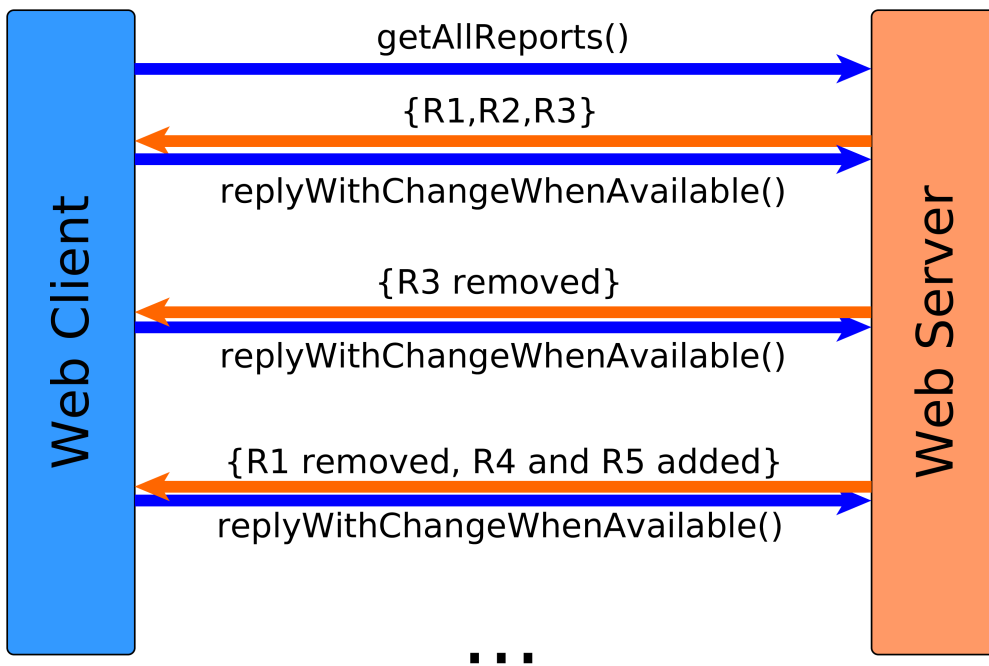 getAllReports()
{R1,R2,R3}
replyWithChangeWhenAvailable()
{R3 removed}
replyWithChangeWhenAvailable()
{R1 removed, R4 and R5 added}
replyWithChangeWhenAvailable()
...
Web Client
Web Server